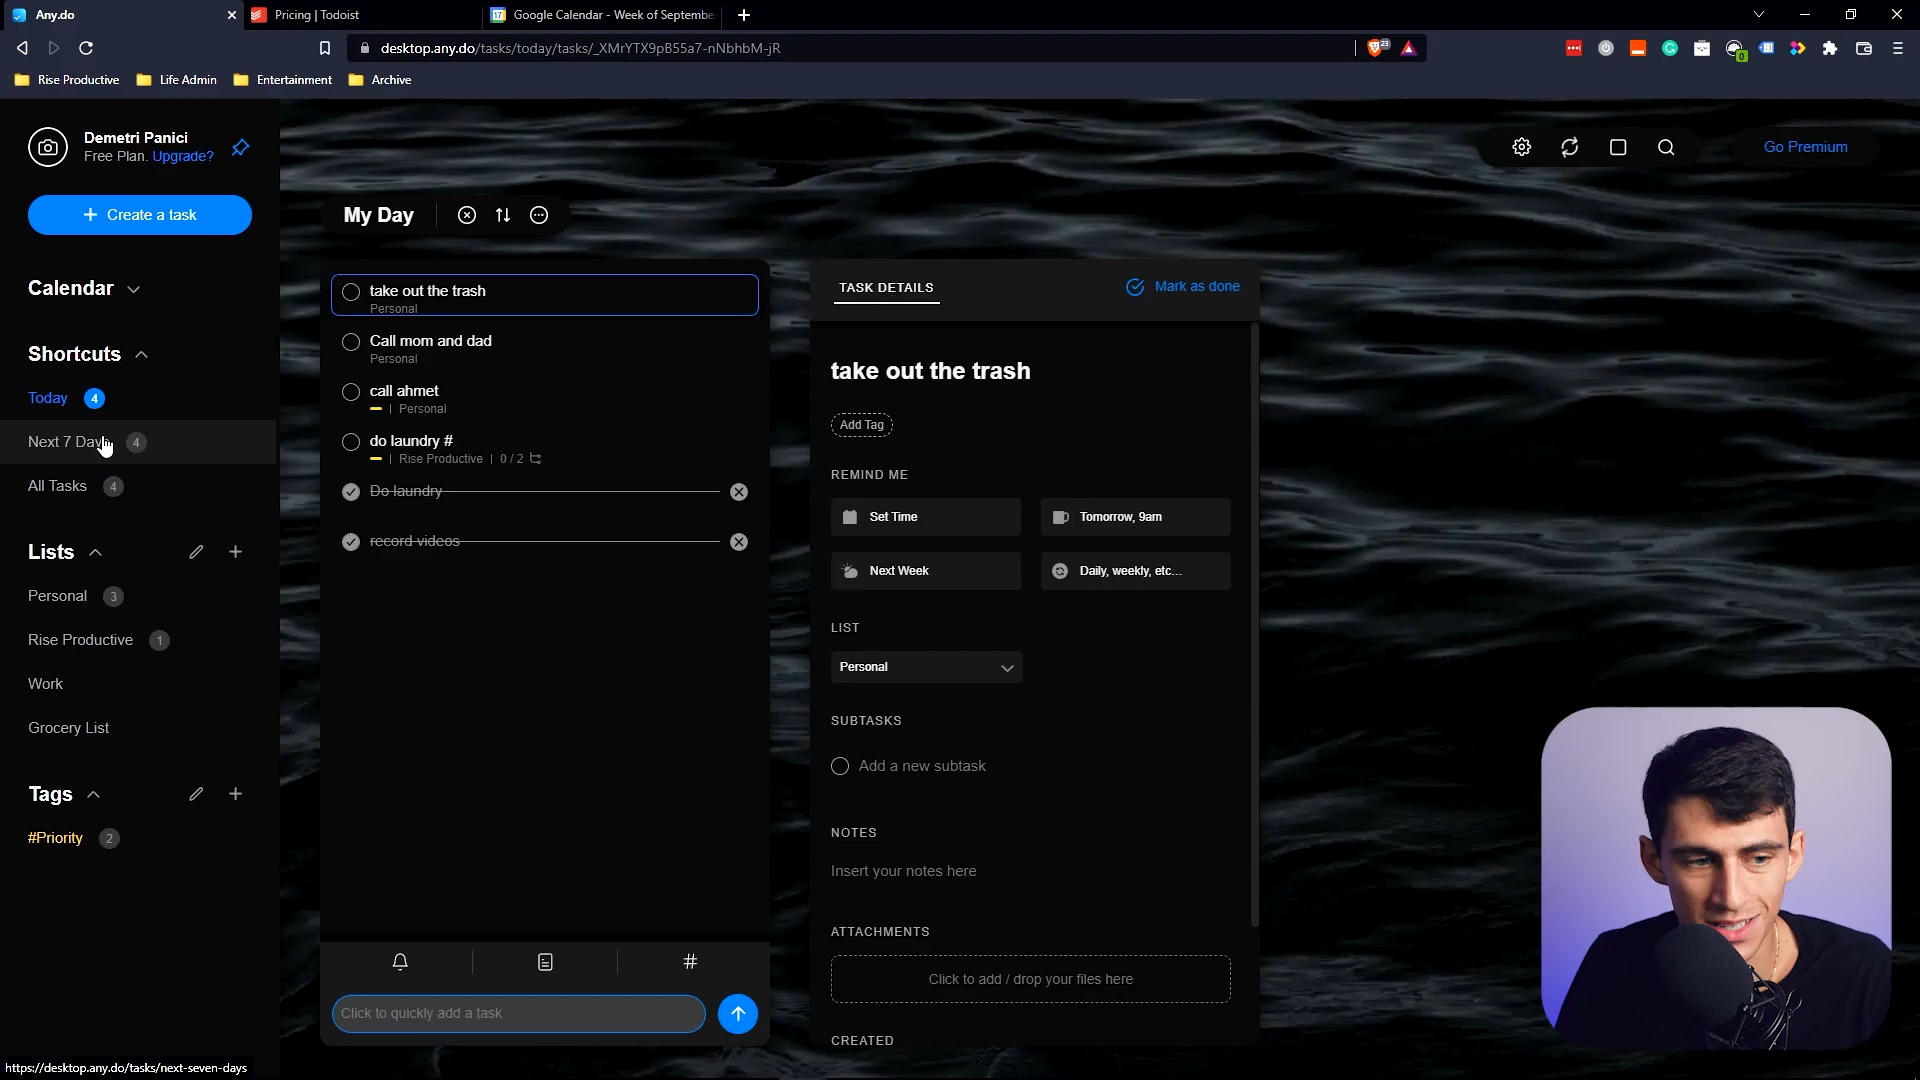 Any.do
Pricing | Todoist
Google Calendar - Week of Septembe
desktop.any.do/tasks/today/tasks/_XMrYTX9pB55a7-nNbhbM-jR
23
0
Rise Productive
Life Admin
Entertainment
Archive
Demetri Panici
Free Plan. Upgrade?
Create a task
Calendar
Shortcuts
Today 4
Next 7 Days 4
All Tasks 4
Lists
Personal 3
Rise Productive 1
Work
Grocery List
Tags
#Priority 2
https://desktop.any.do/tasks/next-seven-days
Go Premium
My Day
take out the trash
Personal
Call mom and dad
Personal
call ahmet
| Personal
do laundry #
| Rise Productive | 0 / 2
Do laundry
record videos
#
Click to quickly add a task
TASK DETAILS
Mark as done
take out the trash
Add Tag
REMIND ME
Set Time
Tomorrow, 9am
Next Week
Daily, weekly, etc...
LIST
Personal
SUBTASKS
Add a new subtask
NOTES
Insert your notes here
ATTACHMENTS
Click to add / drop your files here
CREATED